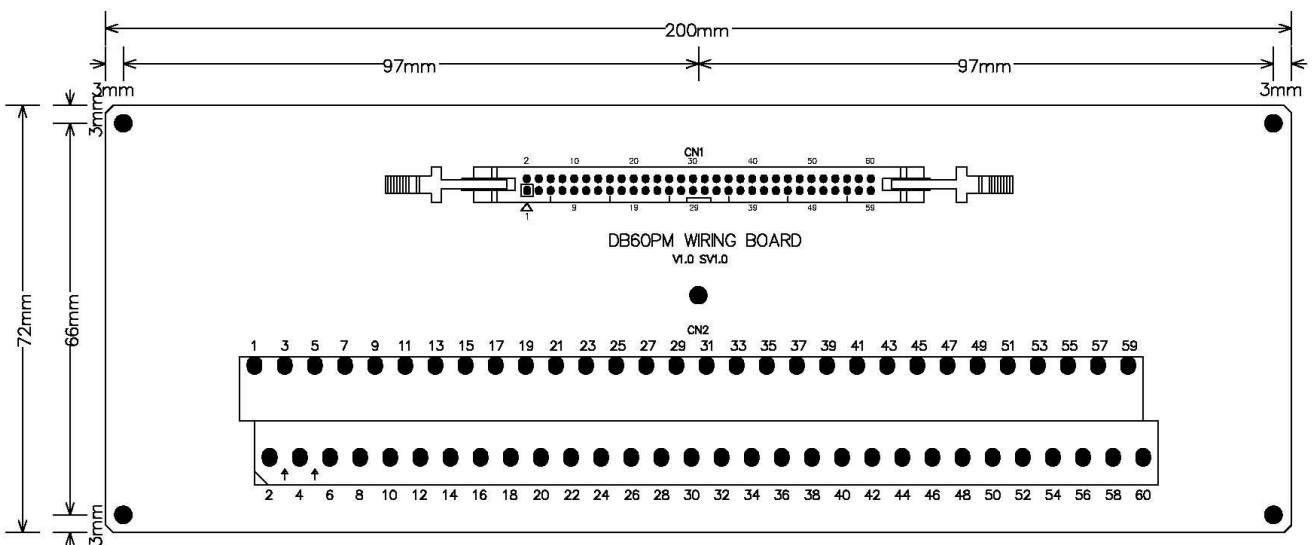 200mm
97mm 97mm
3mm 3mm
3mm
CN1
2 10 20 30 40 50 60
1 9 19 29 39 49 59
DB60PM WIRING BOARD
V1.0 SV1.0
72mm
66mm
CN2
1 3 5 7 9 11 13 15 17 19 21 23 25 27 29 31 33 35 37 39 41 43 45 47 49 51 53 55 57 59
2 4 6 8 10 12 14 16 18 20 22 24 26 28 30 32 34 36 38 40 42 44 46 48 50 52 54 56 58 60
3mm